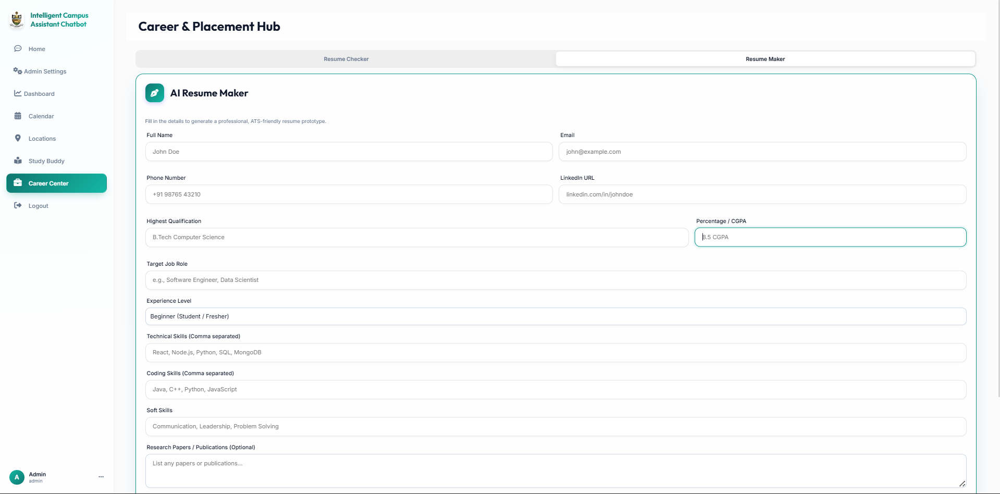 Intelligent Campus
Assistant Chatbot
Home
Admin Settings
Dashboard
Calendar
Locations
Study Buddy
Career Center
Logout
A
Admin
admin
...
Career & Placement Hub
Resume Checker
Resume Maker
AI Resume Maker
Fill in the details to generate a professional, ATS-friendly resume prototype.
Full Name
John Doe
Email
john@example.com
Phone Number
+91 98765 43210
LinkedIn URL
linkedin.com/in/johndoe
Highest Qualification
B.Tech Computer Science
Percentage / CGPA
8.5 CGPA
Target Job Role
e.g., Software Engineer, Data Scientist
Experience Level
Beginner (Student / Fresher)
Technical Skills (Comma separated)
React, Node.js, Python, SQL, MongoDB
Coding Skills (Comma separated)
Java, C++, Python, JavaScript
Soft Skills
Communication, Leadership, Problem Solving
Research Papers / Publications (Optional)
List any papers or publications...